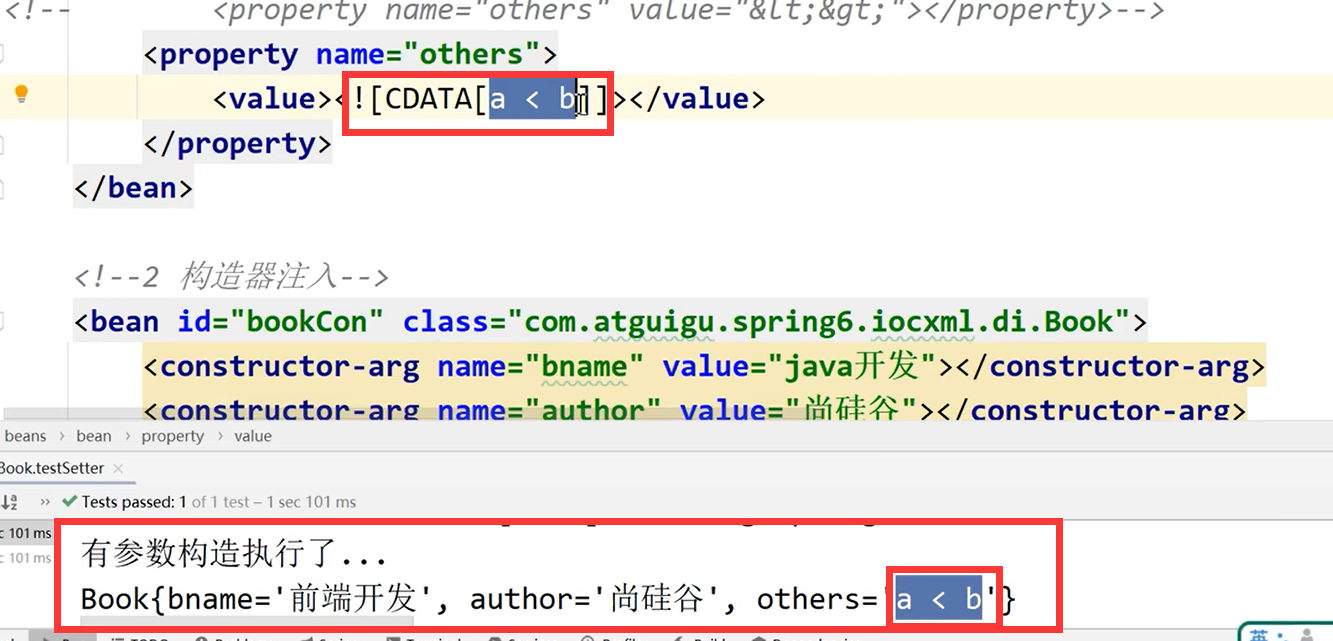 <!-- <property name="others" value="&lt;&gt;"></property>-->
<property name="others">
<value><![CDATA[a < b]]></value>
</property>
</bean>
<!--2 构造器注入-->
<bean id="bookCon" class="com.atguigu.spring6.iocxml.di.Book">
<constructor-arg name="bname" value="java开发"></constructor-arg>
<constructor-arg name="author" value="尚硅谷"></constructor-arg>
beans › bean › property › value
Book.testSetter ×
» Tests passed: 1 of 1 test – 1 sec 101 ms
c 101 ms
有参数构造执行了...
c 101 ms
Book{bname='前端开发', author='尚硅谷', others='a < b'}
英